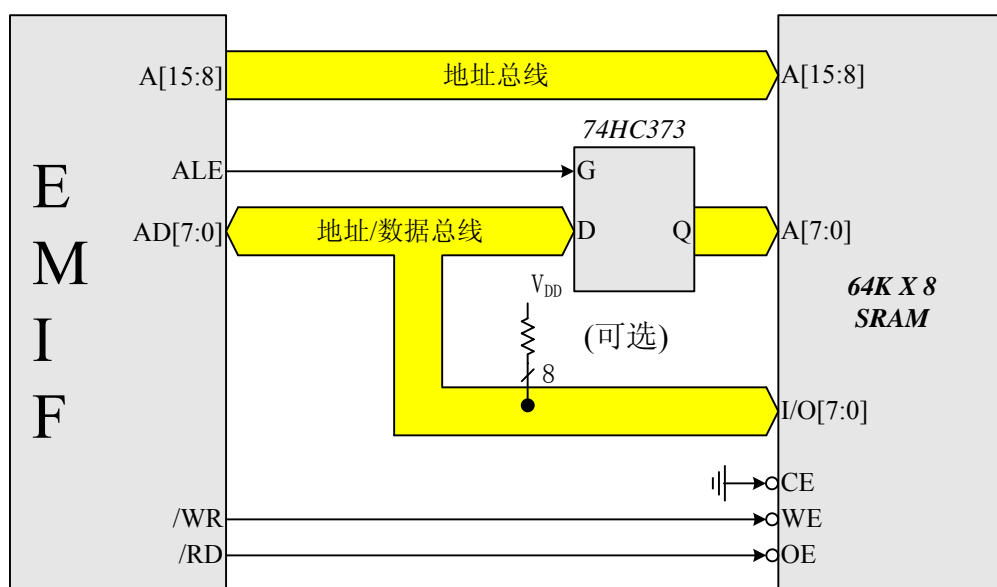 EMIF
A[15:8]
地址总线
A[15:8]
74HC373
ALE
G
AD[7:0]
地址/数据总线
D
Q
A[7:0]
VDD
(可选)
8
64K X 8
SRAM
I/O[7:0]
CE
/WR
WE
/RD
OE